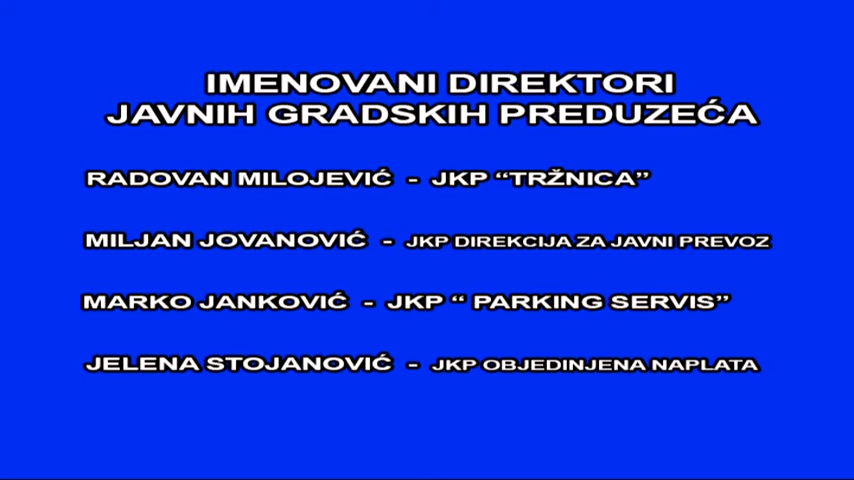 IMENOVANI DIREKTORI
JAVNIH GRADSKIH PREDUZEĆA
RADOVAN MILOJEVIĆ - JKP “TRŽNICA”
MILJAN JOVANOVIĆ - JKP DIREKCIJA ZA JAVNI PREVOZ
MARKO JANKOVIĆ - JKP “ PARKING SERVIS”
JELENA STOJANOVIĆ - JKP OBJEDINJENA NAPLATA